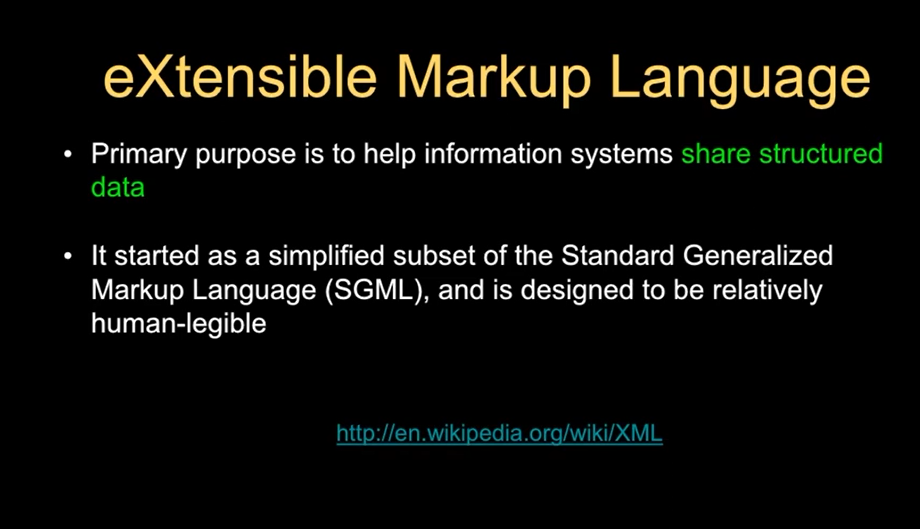 eXtensible Markup Language
• Primary purpose is to help information systems share structured
data
• It started as a simplified subset of the Standard Generalized
Markup Language (SGML), and is designed to be relatively
human-legible
http://en.wikipedia.org/wiki/XML